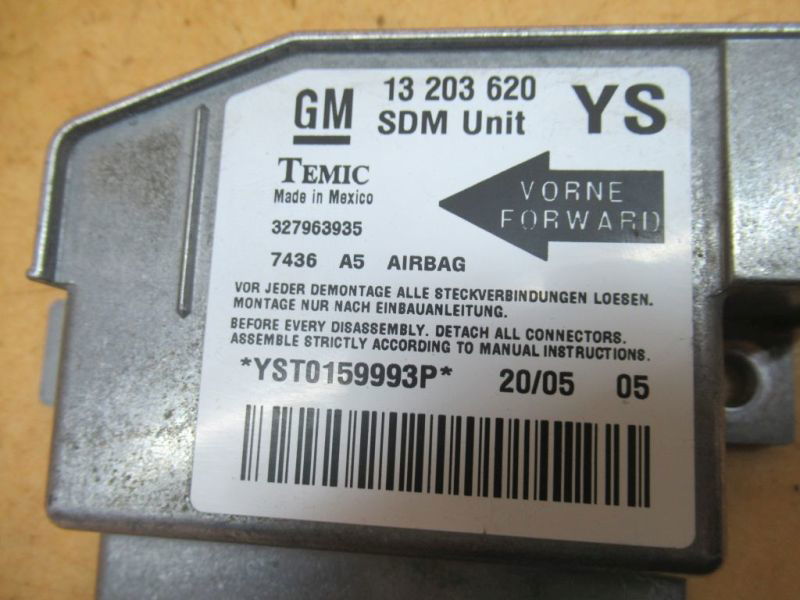 GM 13 203 620 YS
SDM Unit
TEMIC
Made in Mexico
VORNE
FORWARD
327963935
7436 A5 AIRBAG
VOR JEDER DEMONTAGE ALLE STECKVERBINDUNGEN LOESEN.
MONTAGE NUR NACH EINBAUANLEITUNG.
BEFORE EVERY DISASSEMBLY. DETACH ALL CONNECTORS.
ASSEMBLE STRICTLY ACCORDING TO MANUAL INSTRUCTIONS.
*YST0159993P* 20/05 05